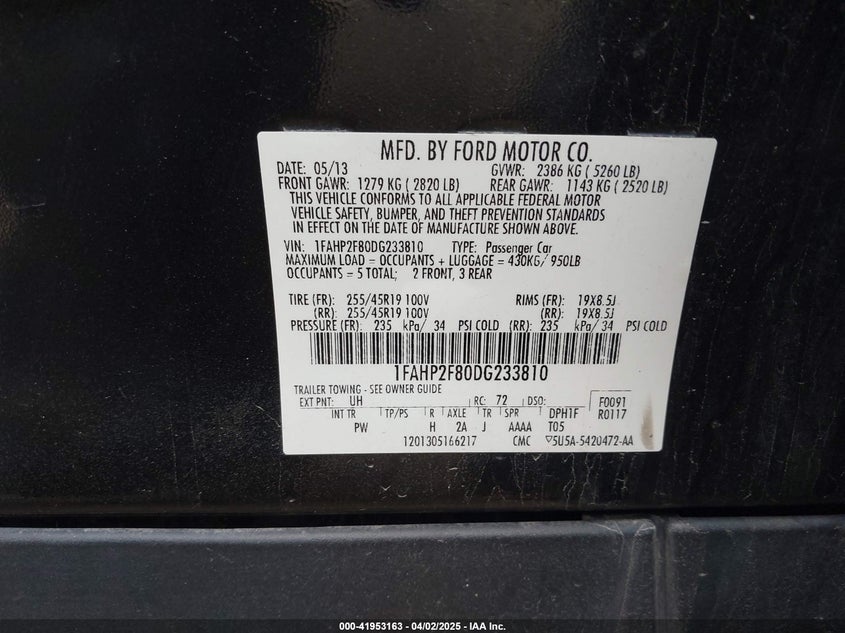 MFD. BY FORD MOTOR CO.
DATE: 05/13 GVWR: 2386 KG ( 5260 LB)
FRONT GAWR: 1279 KG ( 2820 LB) REAR GAWR: 1143 KG ( 2520 LB)
THIS VEHICLE CONFORMS TO ALL APPLICABLE FEDERAL MOTOR
VEHICLE SAFETY, BUMPER, AND THEFT PREVENTION STANDARDS
IN EFFECT ON THE DATE OF MANUFACTURE SHOWN ABOVE.
VIN: 1FAHP2F80DG233810 TYPE: Passenger Car
MAXIMUM LOAD = OCCUPANTS + LUGGAGE = 430KG/ 950LB
OCCUPANTS = 5 TOTAL; 2 FRONT, 3 REAR
TIRE (FR): 255/45R19 100V RIMS (FR): 19X8.5J
(RR): 255/45R19 100V (RR): 19X8.5J
PRESSURE (FR): 235 kPa/ 34 PSI COLD (RR): 235 kPa/ 34 PSI COLD
1FAHP2F80DG233810
TRAILER TOWING - SEE OWNER GUIDE
EXT PNT: UH RC: 72 DSO: F0091
INT TR TP/PS R AXLE TR SPR DPH1F R0117
PW H 2A J AAAA T05
1201305166217 CMC ▽5U5A-5420472-AA
000-41953163 - 04/02/2025 - IAA Inc.